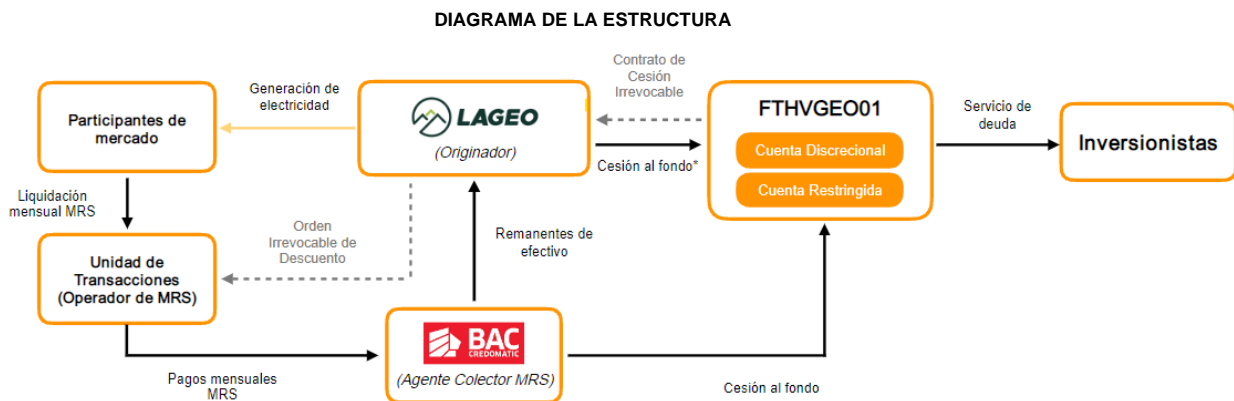 DIAGRAMA DE LA ESTRUCTURA
Participantes de
mercado
Generación de
electricidad
LAGEO
(Originador)
Contrato de
Cesión
Irrevocable
Cesión al fondo*
FTHVGEO01
Cuenta Discrecional
Cuenta Restringida
Servicio de
deuda
Inversionistas
Liquidación
mensual MRS
Orden
Irrevocable de
Descuento
Remanentes de
efectivo
Unidad de
Transacciones
(Operador de MRS)
Pagos mensuales
MRS
BAC
CREDOMATIC
(Agente Colector MRS)
Cesión al fondo